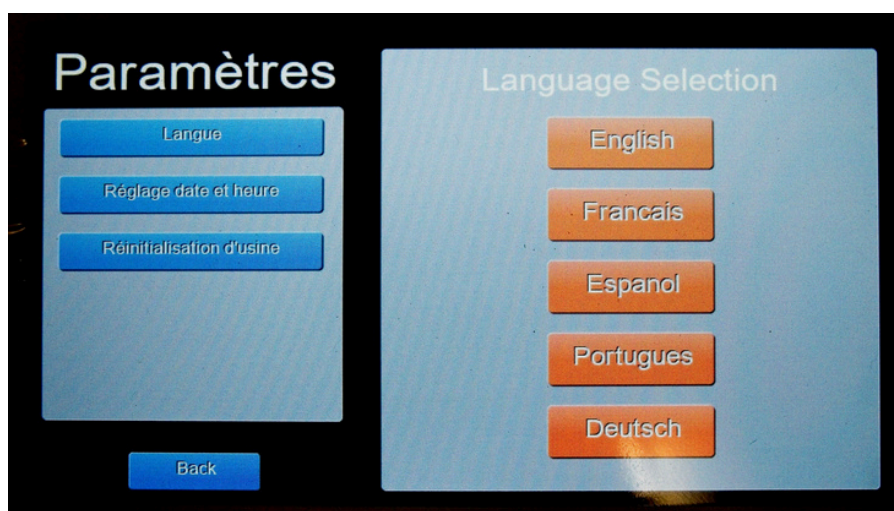 Paramètres
Langue
Réglage date et heure
Réinitialisation d'usine
Back
Language Selection
English
Francais
Espanol
Portugues
Deutsch